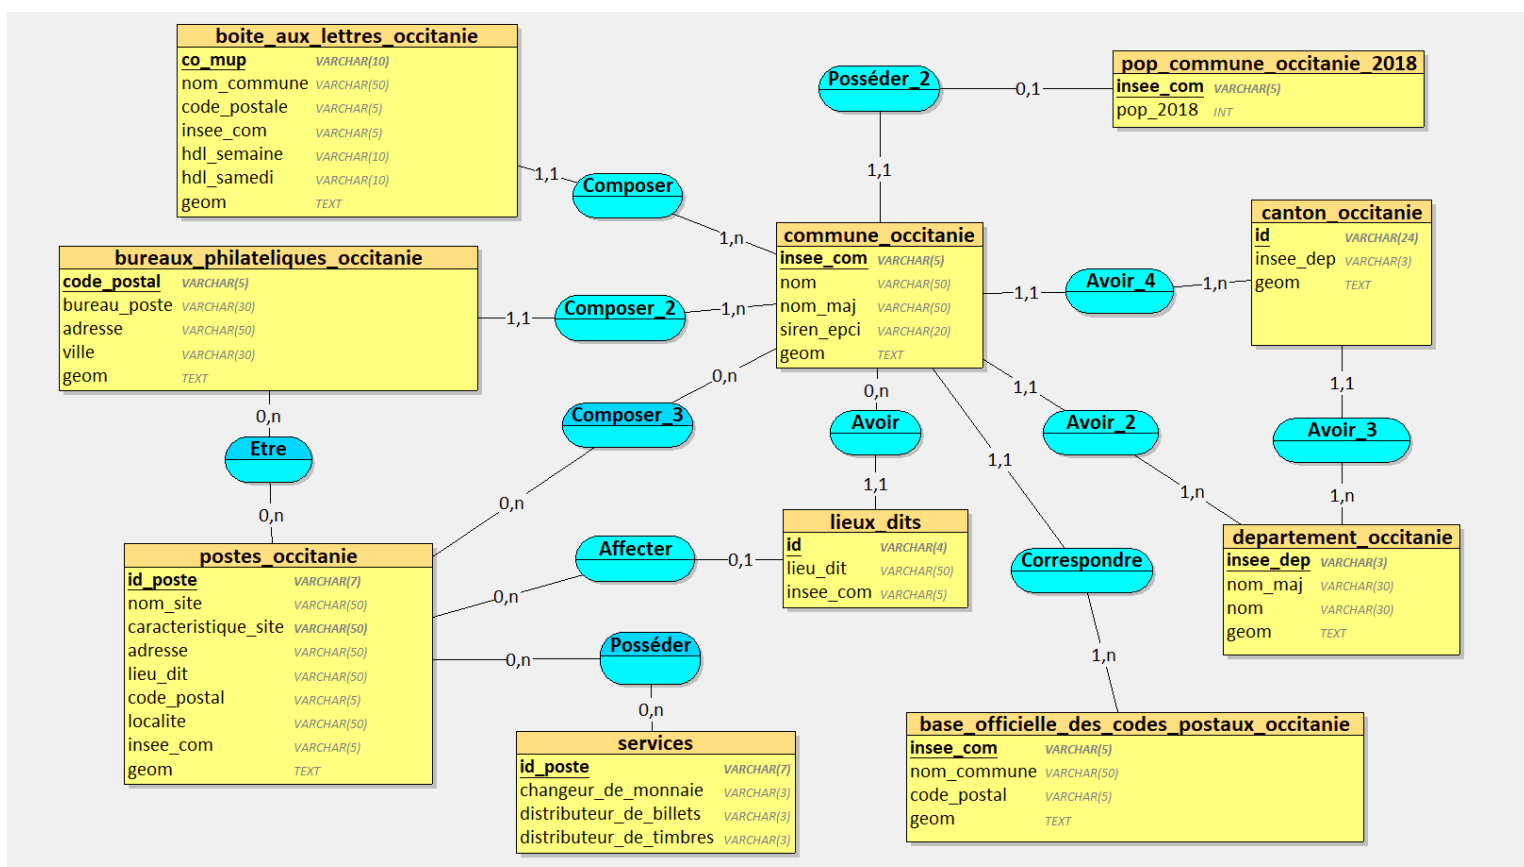 boite_aux_lettres_occitanie
co_mup VARCHAR(10)
nom_commune VARCHAR(50)
code_postale VARCHAR(5)
insee_com VARCHAR(5)
hdl_semaine VARCHAR(10)
hdl_samedi VARCHAR(10)
geom TEXT
Posséder_2
0,1
1,1
pop_commune_occitanie_2018
insee_com VARCHAR(5)
pop_2018 INT
1,1
Composer
1,n
bureaux_philateliques_occitanie
code_postal VARCHAR(5)
bureau_poste VARCHAR(30)
adresse VARCHAR(50)
ville VARCHAR(30)
geom TEXT
1,1
Composer_2
1,n
commune_occitanie
insee_com VARCHAR(5)
nom VARCHAR(50)
nom_maj VARCHAR(50)
siren_epci VARCHAR(20)
geom TEXT
1,1
Avoir_4
1,n
canton_occitanie
id VARCHAR(24)
insee_dep VARCHAR(3)
geom TEXT
0,n
Etre
0,n
0,n
Composer_3
0,n
0,n
Avoir
1,1
1,1
Avoir_2
1,n
1,1
Avoir_3
1,n
1,1
Correspondre
1,n
postes_occitanie
id_poste VARCHAR(7)
nom_site VARCHAR(50)
caracteristique_site VARCHAR(50)
adresse VARCHAR(50)
lieu_dit VARCHAR(50)
code_postal VARCHAR(5)
localite VARCHAR(50)
insee_com VARCHAR(5)
geom TEXT
Affecter
0,1
0,n
lieux_dits
id VARCHAR(4)
lieu_dit VARCHAR(50)
insee_com VARCHAR(5)
departement_occitanie
insee_dep VARCHAR(3)
nom_maj VARCHAR(30)
nom VARCHAR(30)
geom TEXT
0,n
Posséder
0,n
services
id_poste VARCHAR(7)
changeur_de_monnaie VARCHAR(3)
distributeur_de_billets VARCHAR(3)
distributeur_de_timbres VARCHAR(3)
base_officielle_des_codes_postaux_occitanie
insee_com VARCHAR(5)
nom_commune VARCHAR(50)
code_postal VARCHAR(5)
geom TEXT